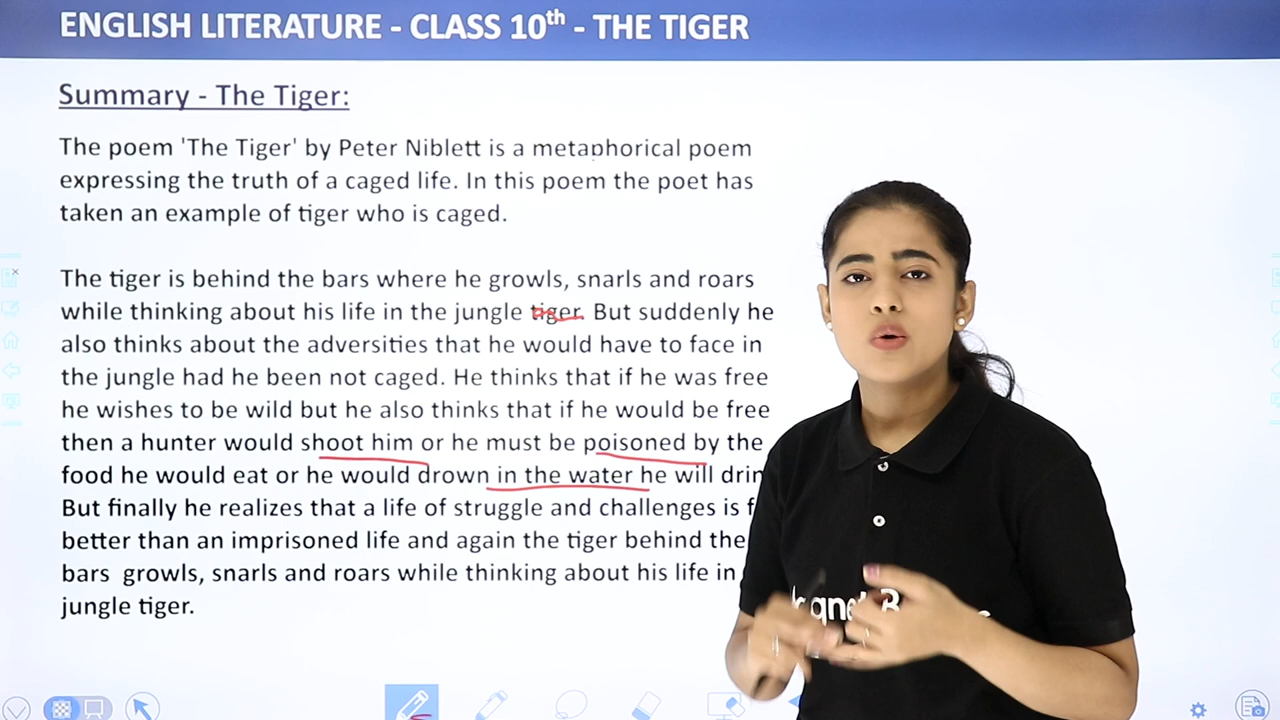 ENGLISH LITERATURE - CLASS 10th - THE TIGER
Summary - The Tiger:
The poem 'The Tiger' by Peter Niblett is a metaphorical poem
expressing the truth of a caged life. In this poem the poet has
taken an example of tiger who is caged.
The tiger is behind the bars where he growls, snarls and roars
while thinking about his life in the jungle tiger. But suddenly he
also thinks about the adversities that he would have to face in
the jungle had he been not caged. He thinks that if he was free
he wishes to be wild but he also thinks that if he would be free
then a hunter would shoot him or he must be poisoned by the
food he would eat or he would drown in the water he will
But finally he realizes that a life of struggle and challenges is
better than an imprisoned life and again the tiger behind the
bars growls, snarls and roars while thinking about his life in
jungle tiger.